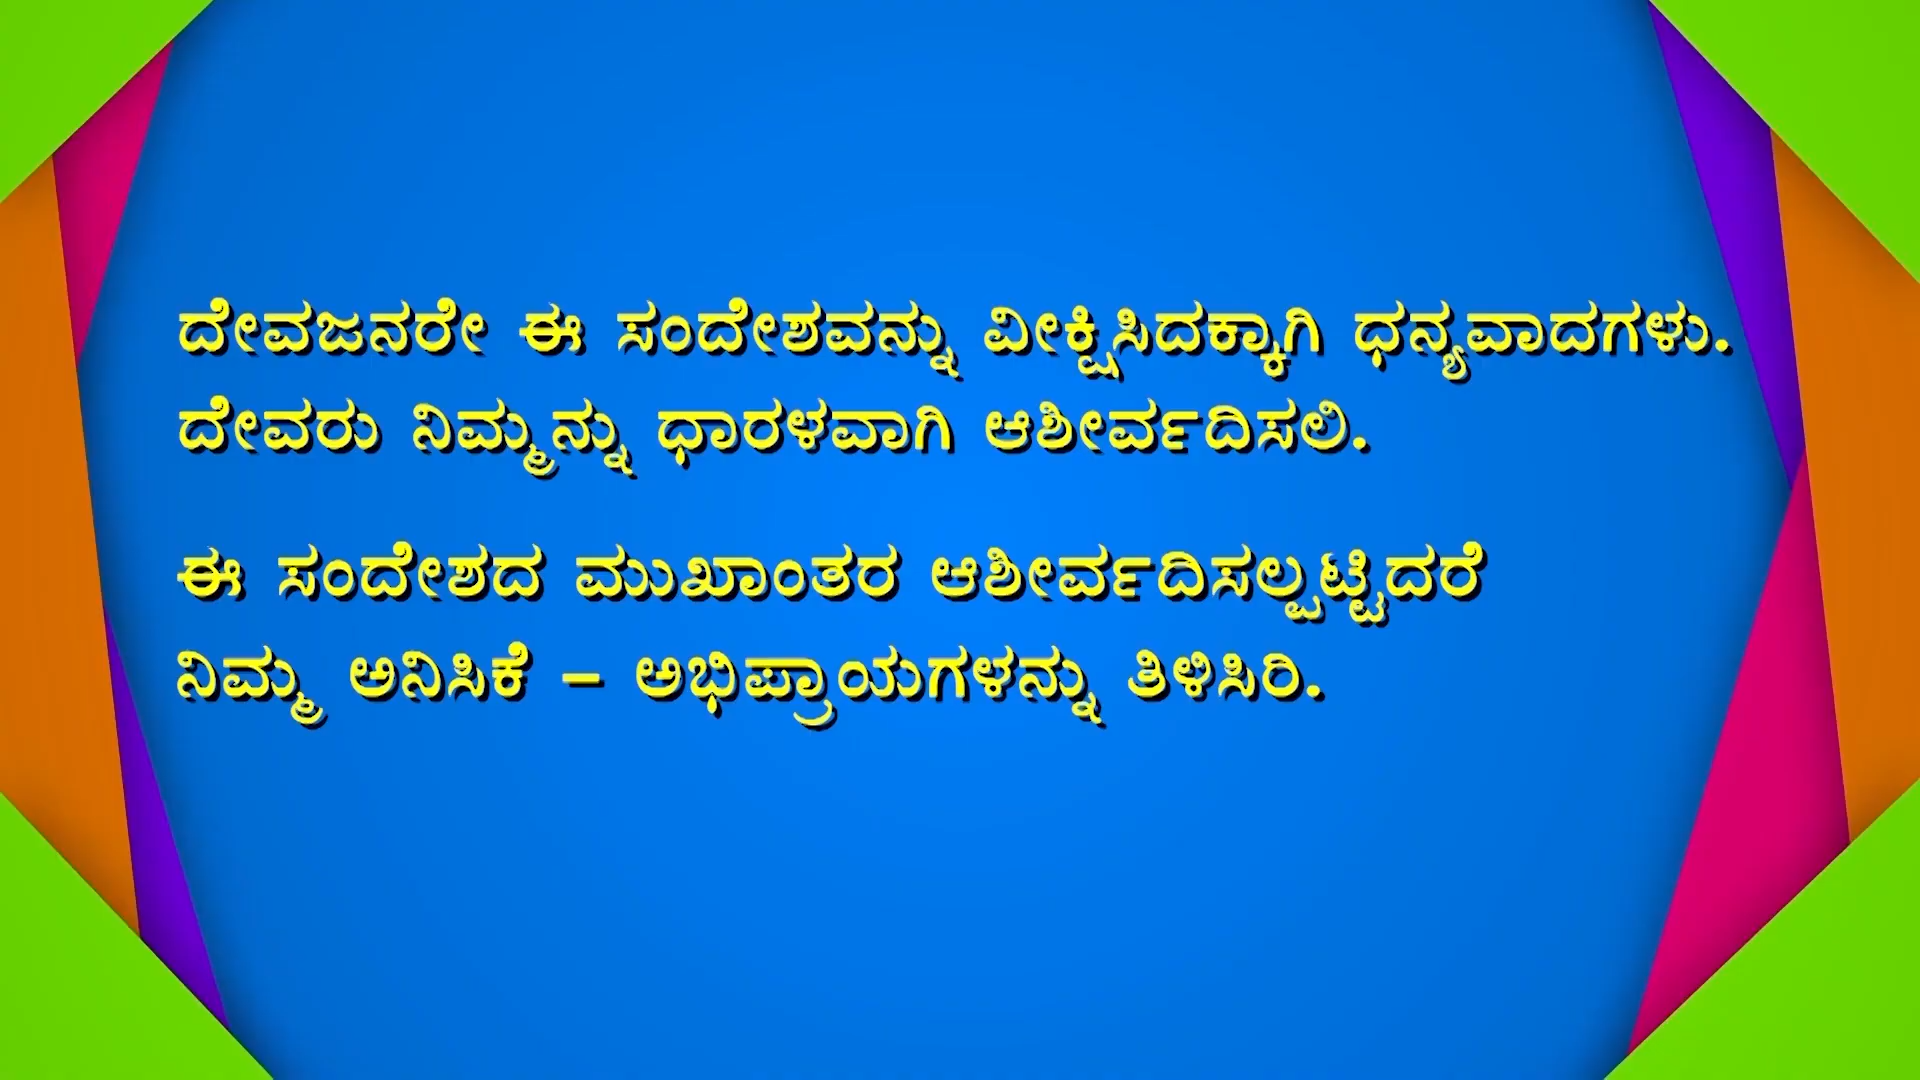 ದೇವಜನರೇ ಈ ಸಂದೇಶವನ್ನು ವೀಕ್ಷಿಸಿದಕ್ಕಾಗಿ ಧನ್ಯವಾದಗಳು.
ದೇವರು ನಿಮ್ಮನ್ನು ಧಾರಳವಾಗಿ ಆಶೀರ್ವದಿಸಲಿ.
ಈ ಸಂದೇಶದ ಮುಖಾಂತರ ಆಶೀರ್ವದಿಸಲ್ಪಟ್ಟಿದರೆ
ನಿಮ್ಮ ಅನಿಸಿಕೆ – ಅಭಿಪ್ರಾಯಗಳನ್ನು ತಿಳಿಸಿರಿ.